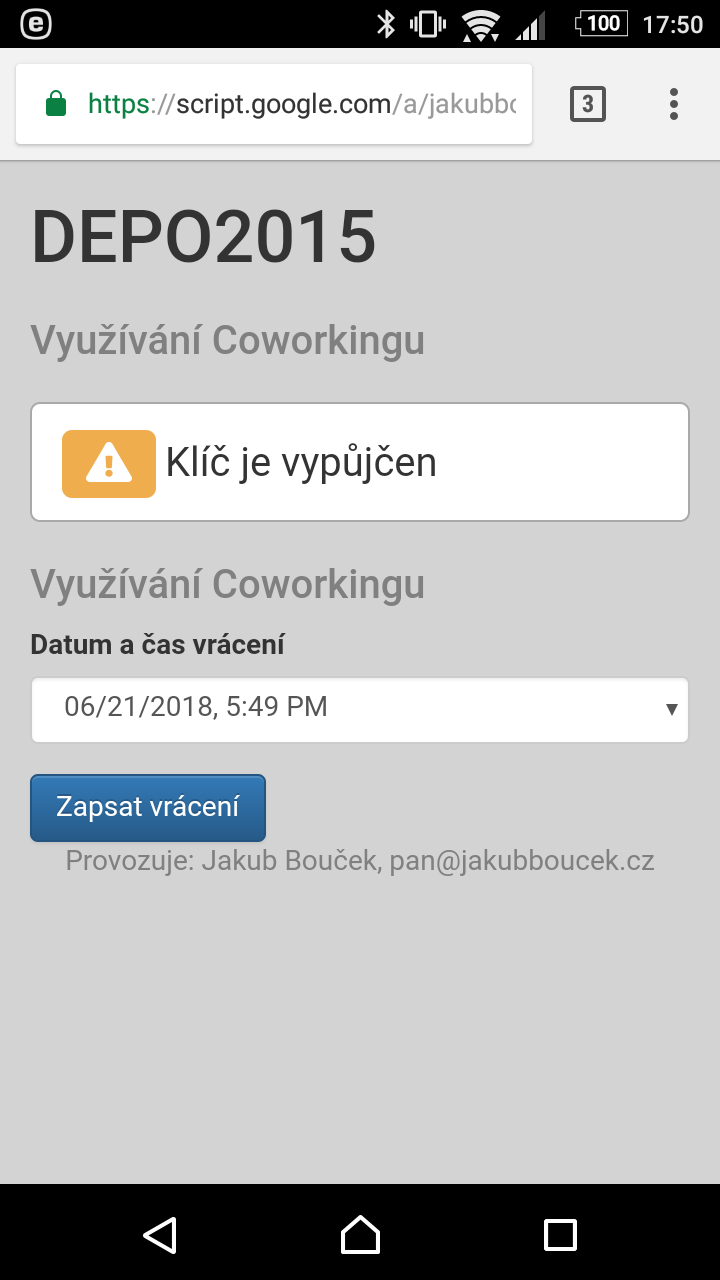 100 17:50
https://script.google.com/a/jakubbo
3
DEPO2015
Využívání Coworkingu
Klíč je vypůjčen
Využívání Coworkingu
Datum a čas vrácení
06/21/2018, 5:49 PM
Zapsat vrácení
Provozuje: Jakub Bouček, pan@jakubboucek.cz